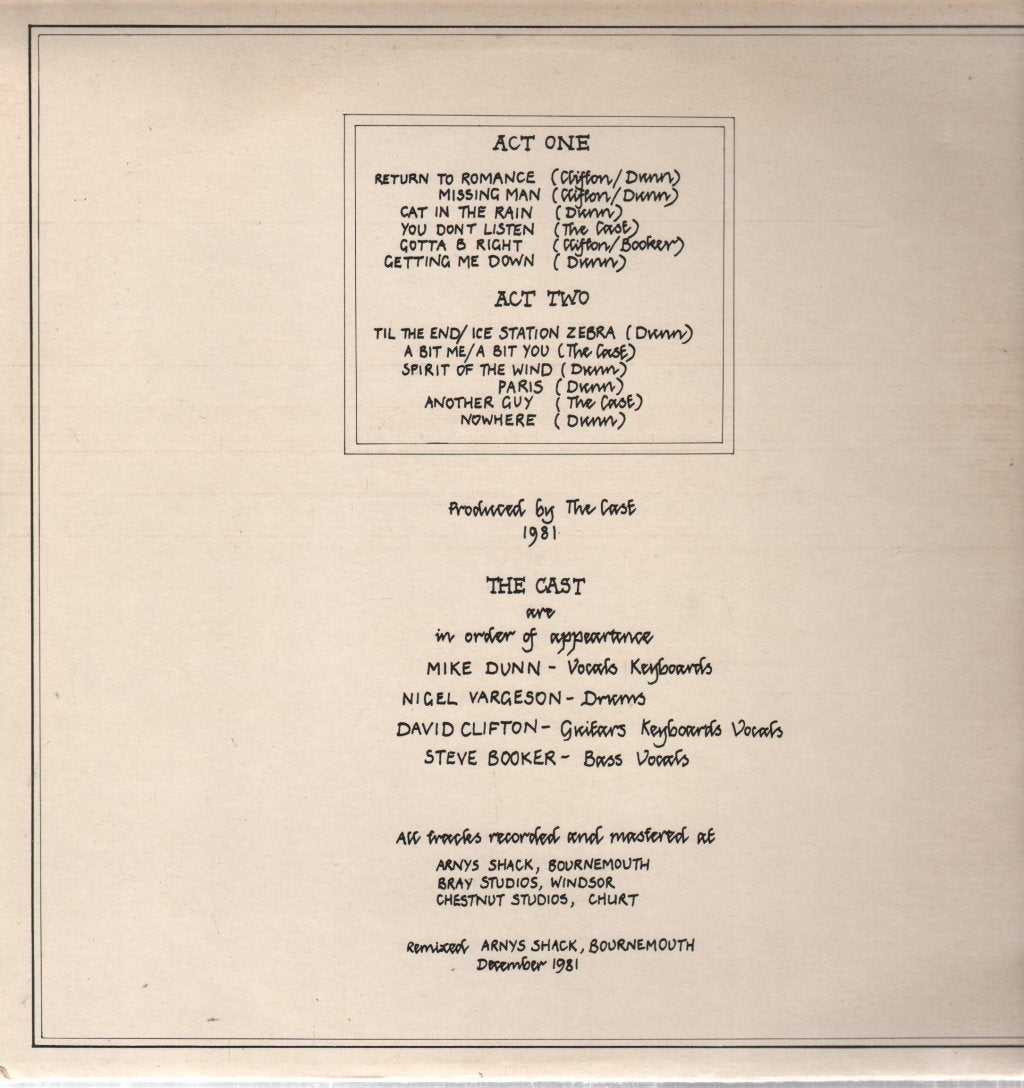 ACT ONE
RETURN TO ROMANCE (Clifton/Dunn)
MISSING MAN (Clifton/Dunn)
CAT IN THE RAIN (Dunn)
YOU DONT LISTEN (The Cast)
GOTTA B RIGHT (Clifton/Booker)
GETTING ME DOWN (Dunn)
ACT TWO
TIL THE END/ICE STATION ZEBRA (Dunn)
A BIT ME/A BIT YOU (The Cast)
SPIRIT OF THE WIND (Dunn)
PARIS (Dunn)
ANOTHER GUY (The Cast)
NOWHERE (Dunn)
Produced by The Cast
1981
THE CAST
are
in order of appeartance
MIKE DUNN - Vocals Keyboards
NIGEL VARGESON - Drums
DAVID CLIFTON - Guitars Keyboards Vocals
STEVE BOOKER - Bass Vocals
All tracks recorded and mastered at
ARNYS SHACK, BOURNEMOUTH
BRAY STUDIOS, WINDSOR
CHESTNUT STUDIOS, CHURT
Remixed ARNYS SHACK, BOURNEMOUTH
December 1981